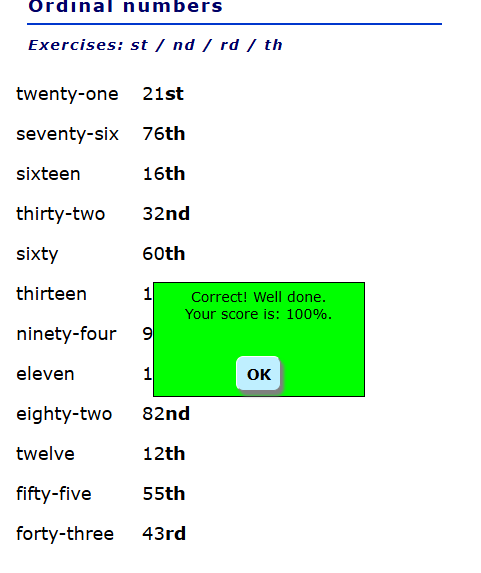 Ordinal numbers
Exercises: st / nd / rd / th
twenty-one 21st
seventy-six 76th
sixteen 16th
thirty-two 32nd
sixty 60th
thirteen 1
Correct! Well done.
Your score is: 100%.
ninety-four 9
eleven 1
OK
eighty-two 82nd
twelve 12th
fifty-five 55th
forty-three 43rd